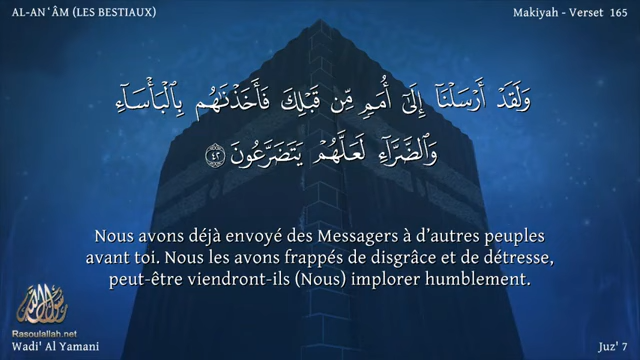 AL-AN‘ÂM (LES BESTIAUX)
Makiyah - Verset 165
وَلَقَدْ أَرْسَلْنَآ إِلَىٰٓ أُمَمٍۢ مِّن قَبْلِكَ فَأَخَذْنَـٰهُم بِٱلْبَأْسَآءِ
وَٱلضَّرَّآءِ لَعَلَّهُمْ يَتَضَرَّعُونَ ٤٢
Nous avons déjà envoyé des Messagers à d’autres peuples
avant toi. Nous les avons frappés de disgrâce et de détresse,
peut-être viendront-ils (Nous) implorer humblement.
رسول الله
Rasoulallah.net
Wadi' Al Yamani
Juz' 7